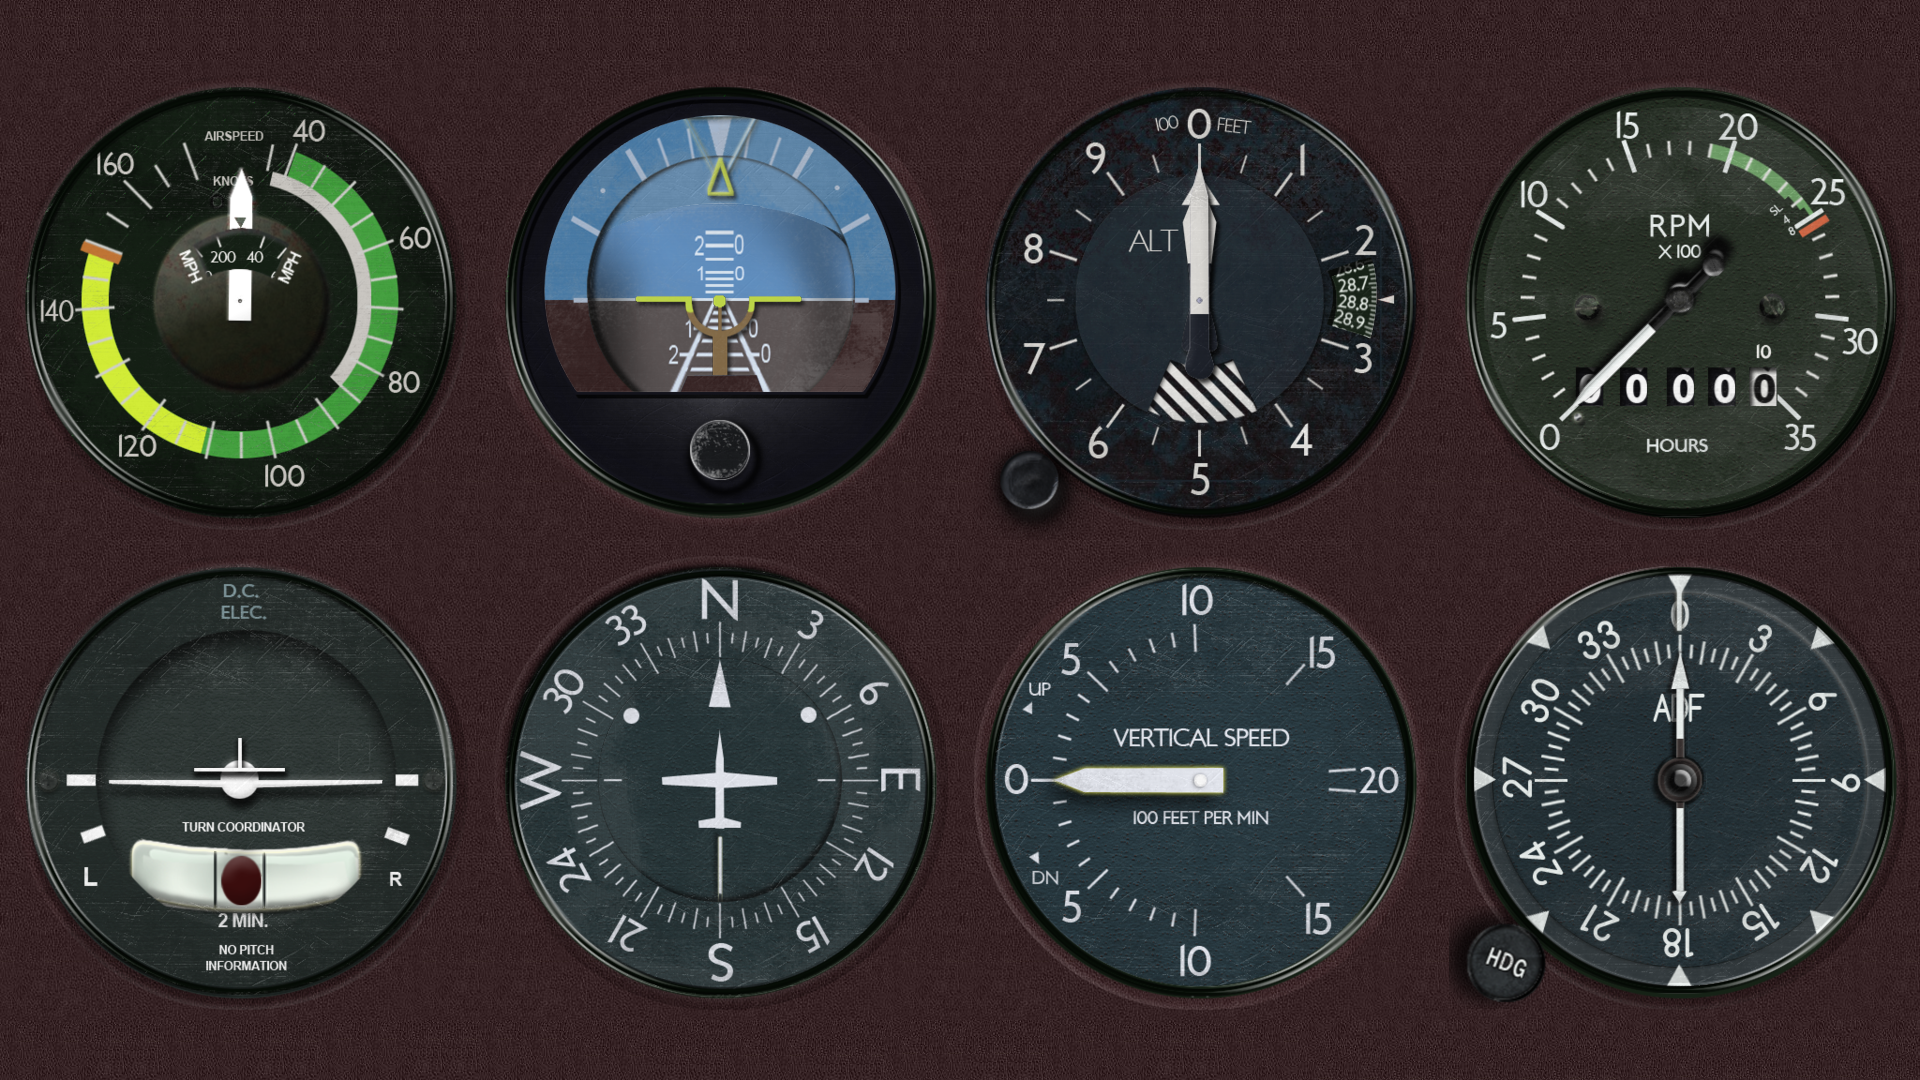 AIRSPEED
KNOTS
40
60
80
100
120
140
160
MPH
200 40
MPH
2 0
1 0
1 0
2 0
100 FEET
ALT
0
1
2
3
4
5
6
7
8
9
28.7
28.8
28.9
RPM
X 100
0
5
10
15
20
25
30
35
10
0 0 0 0
HOURS
D.C.
ELEC.
TURN COORDINATOR
L
R
2 MIN.
NO PITCH
INFORMATION
N
3
6
E
12
15
S
21
24
W
30
33
10
15
20
15
10
5
0
5
UP
DN
VERTICAL SPEED
100 FEET PER MIN
ADF
0
3
6
9
12
15
18
21
24
27
30
33
HDG